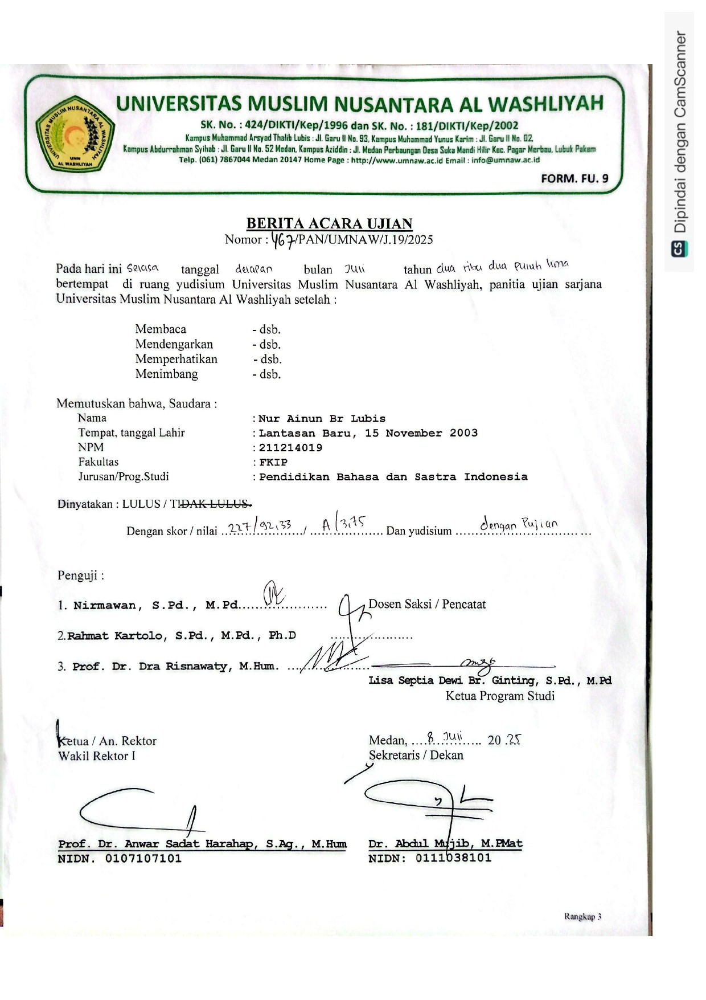 UNIVERSITAS MUSLIM NUSANTARA AL WASHLIYAH
SK. No. : 424/DIKTI/Kep/1996 dan SK. No. : 181/DIKTI/Kep/2002
Kampus Muhammad Arsyad Thalib Lubis : Jl. Garu II No. 93, Kampus Muhammad Yunus Karim : Jl. Garu II No. 02,
Kampus Abdurrahman Syihab : Jl. Garu II No. 52 Medan, Kampus Aziddin : Jl. Medan Perbaungan Desa Suka Mandi Hilir Kec. Pagar Merbau, Lubuk Pakam
Telp. (061) 7867044 Medan 20147 Home Page : http://www.umnaw.ac.id Email : info@umnaw.ac.id
FORM. FU. 9
UNIVERSITAS MUSLIM NUSANTARA AL WASHLIYAH
UMN
AL WASHLIYAH
BERITA ACARA UJIAN
Nomor : 467/PAN/UMNAW/J.19/2025
Pada hari ini Selasa tanggal delapan bulan Juli tahun dua ribu dua puluh lima
bertempat di ruang yudisium Universitas Muslim Nusantara Al Washliyah, panitia ujian sarjana
Universitas Muslim Nusantara Al Washliyah setelah :
Membaca - dsb.
Mendengarkan - dsb.
Memperhatikan - dsb.
Menimbang - dsb.
Memutuskan bahwa, Saudara :
Nama : Nur Ainun Br Lubis
Tempat, tanggal Lahir : Lantasan Baru, 15 November 2003
NPM : 211214019
Fakultas : FKIP
Jurusan/Prog.Studi : Pendidikan Bahasa dan Sastra Indonesia
Dinyatakan : LULUS / TIDAK LULUS.
Dengan skor / nilai 227/92,33 / A/3,75 Dan yudisium dengan Pujian
Penguji :
1. Nirmawan, S.Pd., M.Pd...................... Dosen Saksi / Pencatat
2.Rahmat Kartolo, S.Pd., M.Pd., Ph.D ....................
3. Prof. Dr. Dra Risnawaty, M.Hum. ....................
Lisa Septia Dewi Br. Ginting, S.Pd., M.Pd
Ketua Program Studi
Ketua / An. Rektor
Wakil Rektor I
Medan, 8 Juli 2025
Sekretaris / Dekan
Prof. Dr. Anwar Sadat Harahap, S.Ag., M.Hum
NIDN. 0107107101
Dr. Abdul Mujib, M.PMat
NIDN: 0111038101
Rangkap 3
CS Dipindai dengan CamScanner